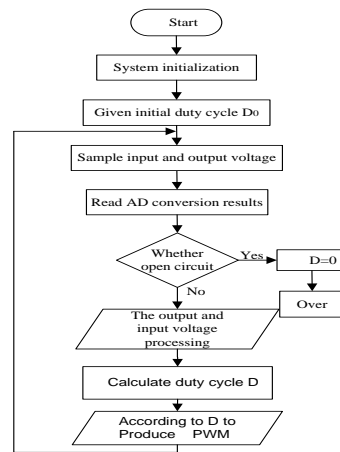 Start
System initialization
Given initial duty cycle D0
Sample input and output voltage
Read AD conversion results
Whether
open circuit
Yes
D=0
No
Over
The output and
input voltage
processing
Calculate duty cycle D
According to D to
Produce PWM